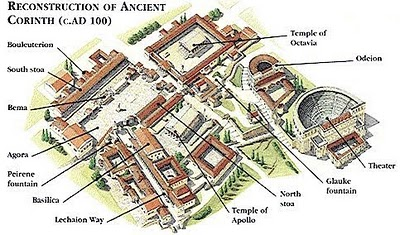 RECONSTRUCTION OF ANCIENT
CORINTH (C.AD 100)
Bouleuterion
South stoa
Bema
Agora
Peirene
fountain
Basilica
Lechaion Way
Temple of
Octavia
Odeion
Theater
Glauke
fountain
North
stoa
Temple of
Apollo